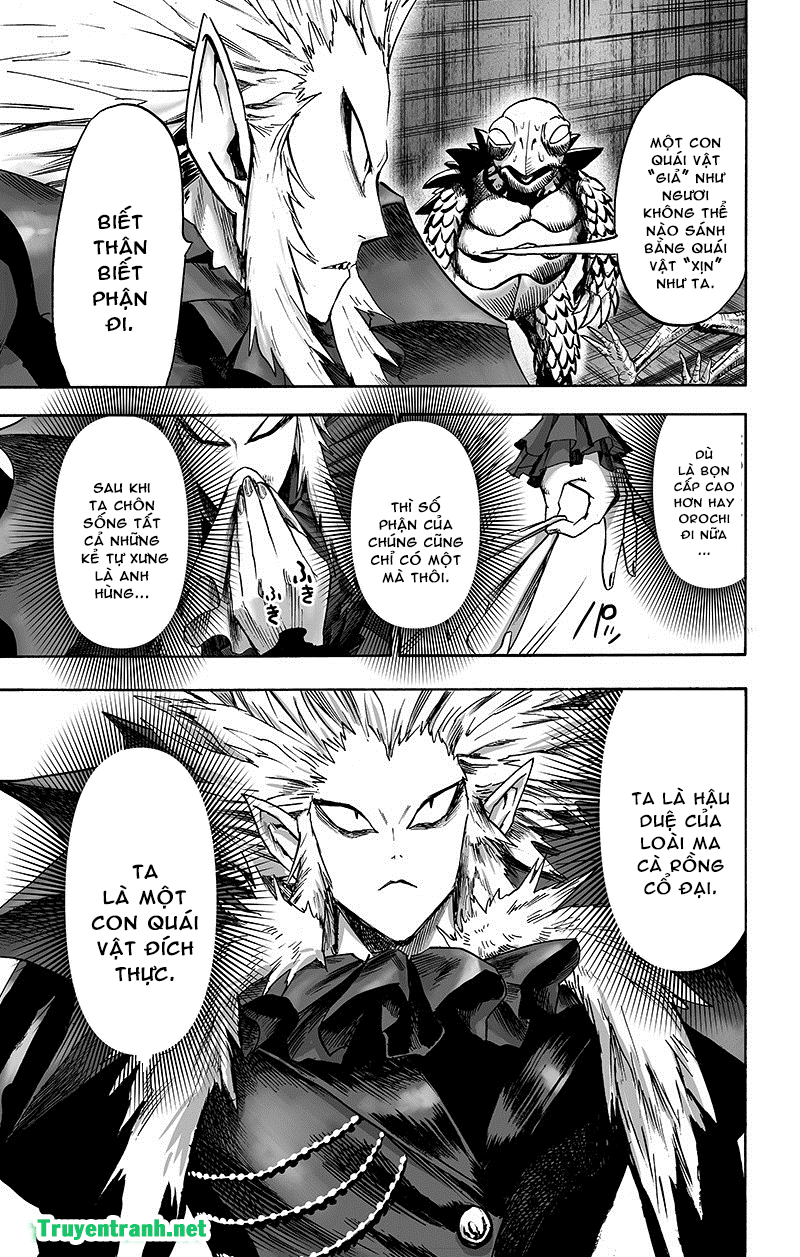 MỘT CON
QUÁI VẬT
“GIẢ” NHƯ
NGƯƠI
KHÔNG THỂ
NÀO SÁNH
BẰNG QUÁI
VẬT “XỊN”
NHƯ TA.
BIẾT
THÂN
BIẾT
PHẬN
ĐI.
DÙ
LÀ BỌN
CẤP CAO
HƠN HAY
OROCHI
ĐI NỮA
...
パッ
THÌ SỐ
PHẬN CỦA
CHÚNG CŨNG
CHỈ CÓ MỘT
MÀ THÔI.
ふき
ふき
SAU KHI
TA CHÔN
SỐNG TẤT
CẢ NHỮNG
KẺ TỰ XƯNG
LÀ ANH
HÙNG...
TA LÀ HẬU
DUỆ CỦA
LOÀI MA
CÀ RỒNG
CỔ ĐẠI.
TA
LÀ MỘT
CON QUÁI
VẬT ĐÍCH
THỰC.
Truyentranh.net